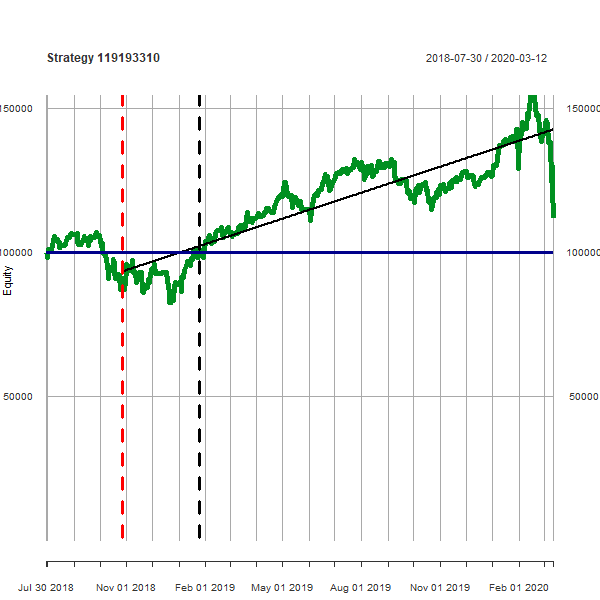 Strategy 119193310
2018-07-30 / 2020-03-12
150000 150000
100000 100000
Equity
50000 50000
Jul 30 2018 Nov 01 2018 Feb 01 2019 May 01 2019 Aug 01 2019 Nov 01 2019 Feb 01 2020